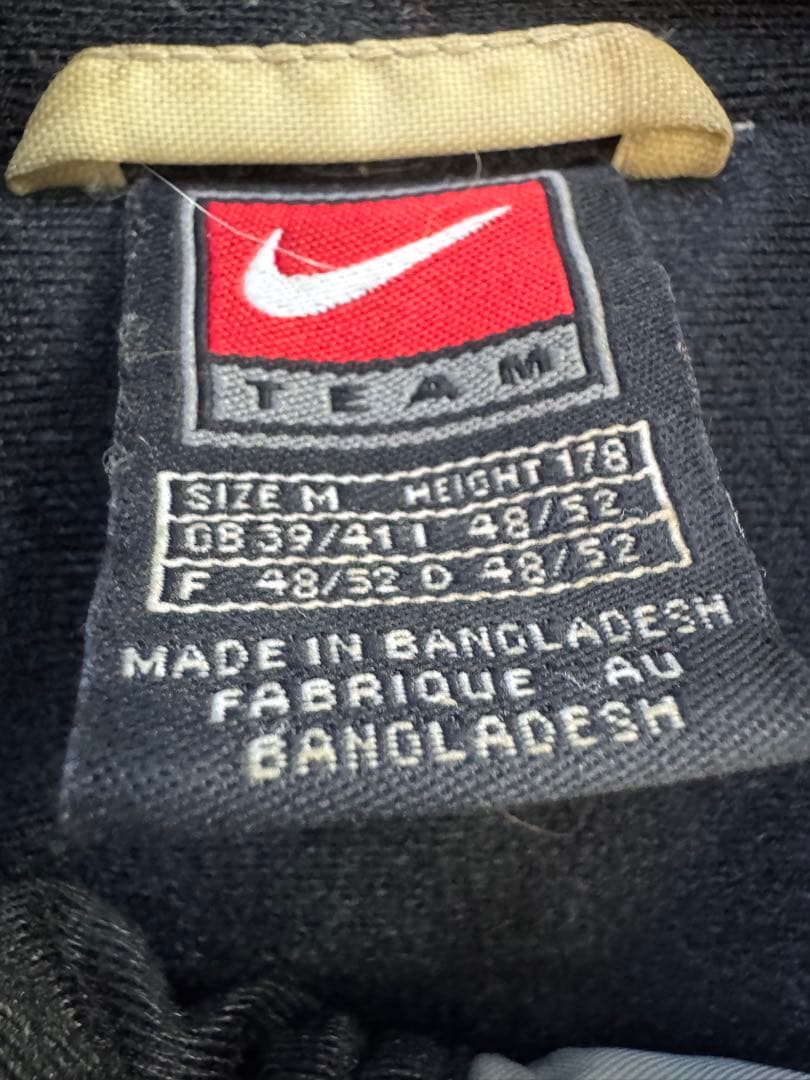 TEAM
SIZE M HEIGHT 178
GB 39/41 I 48/52
F 48/52 D 48/52
MADE IN BANGLADESH
FABRIQUE AU
BANGLADESH